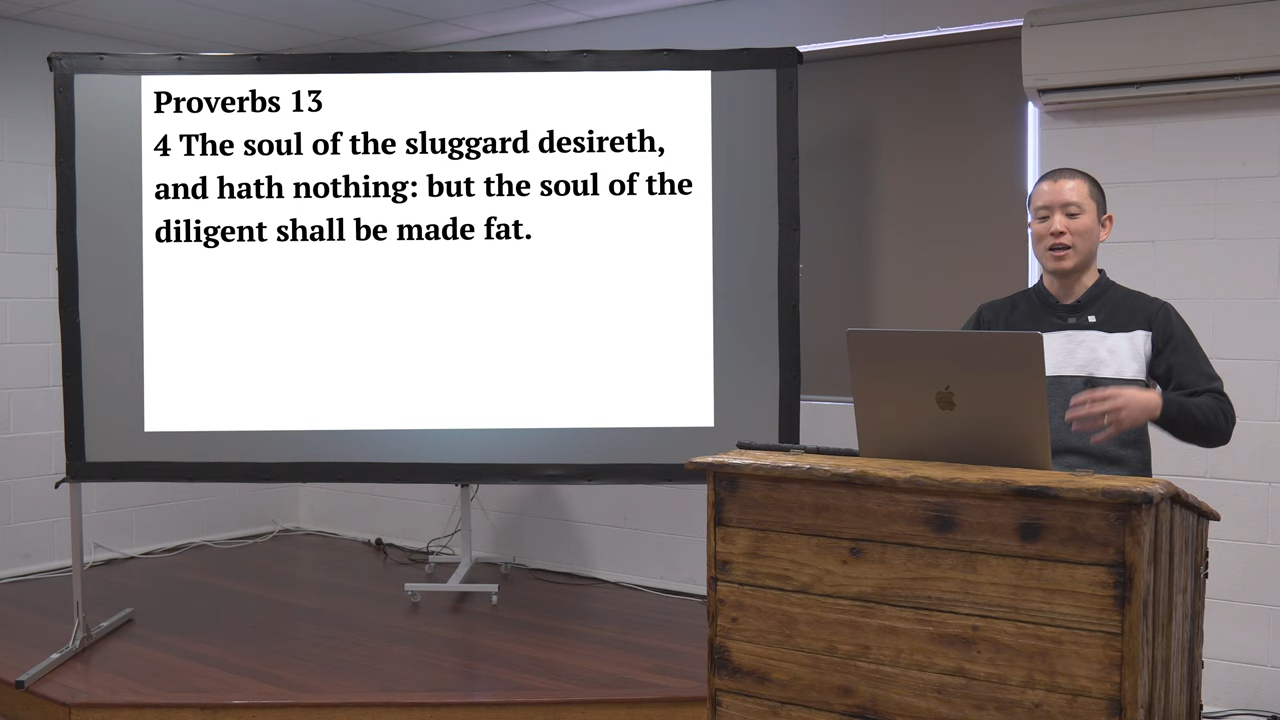 Proverbs 13
4 The soul of the sluggard desireth,
and hath nothing: but the soul of the
diligent shall be made fat.